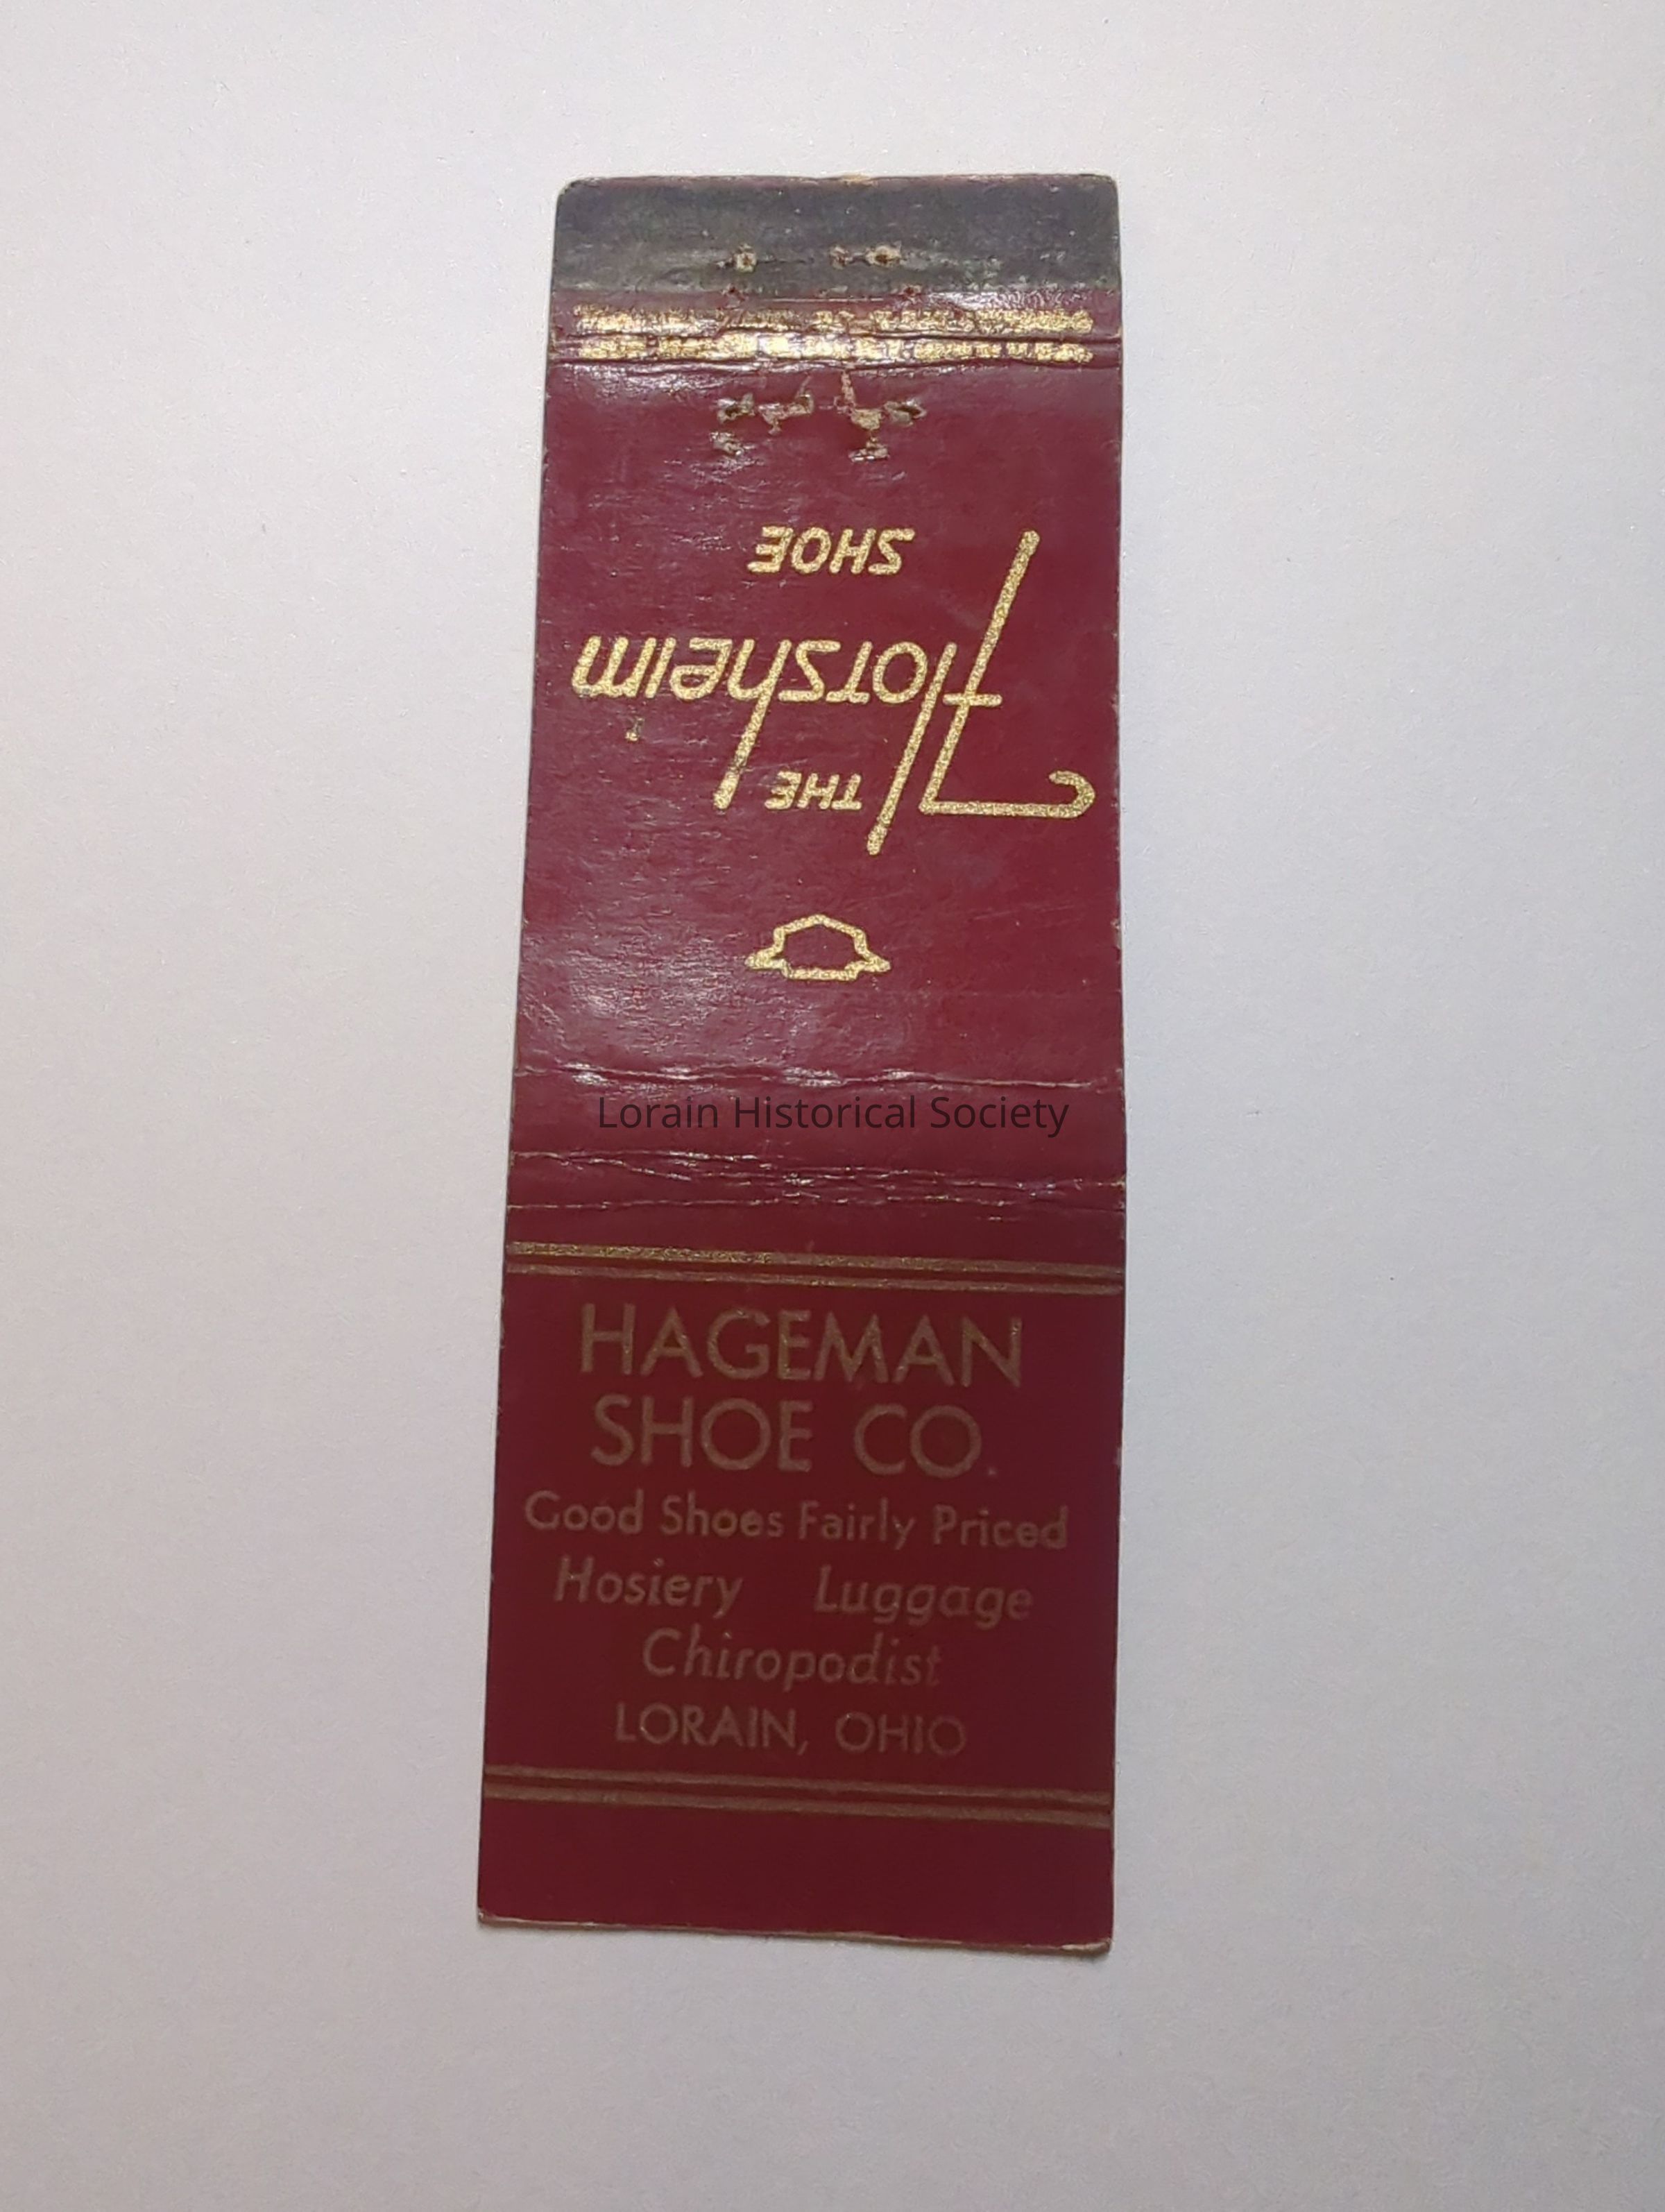 THE
Florsheim
SHOE
Lorain Historical Society
HAGEMAN
SHOE CO.
Good Shoes Fairly Priced
Hosiery Luggage
Chiropodist
LORAIN, OHIO